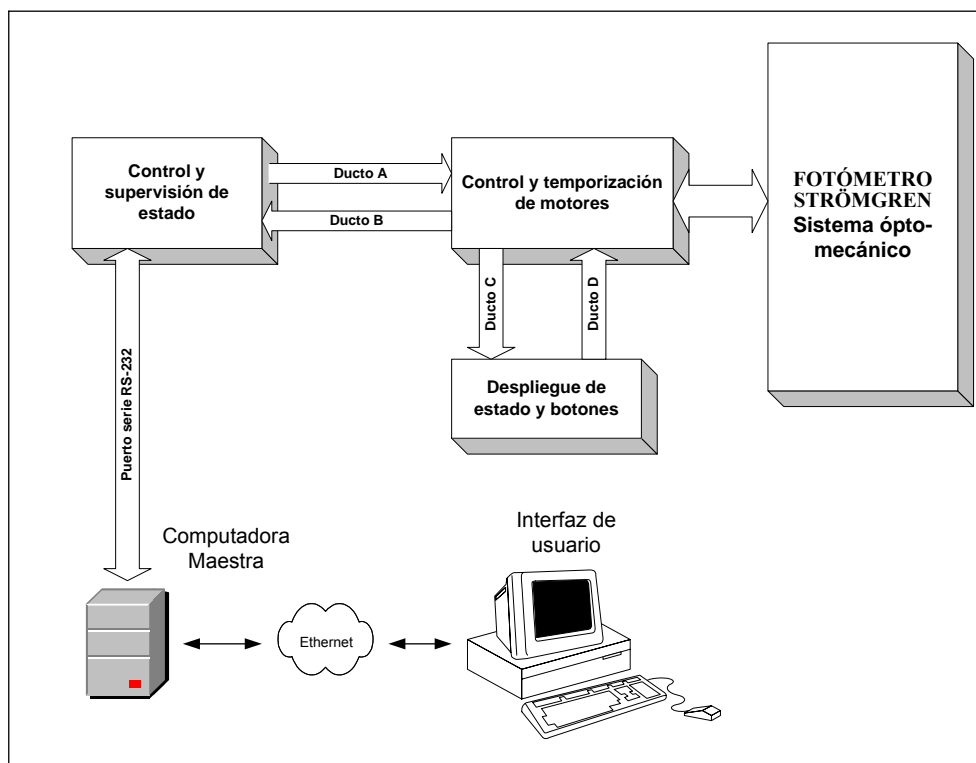 Control y
supervisión de
estado
Ducto A
Ducto B
Control y temporización
de motores
FOTÓMETRO
STRÖMGREN
Sistema ópto-
mecánico
Ducto C
Ducto D
Despliegue de
estado y botones
Puerto serie RS-232
Computadora
Maestra
Ethernet
Interfaz de
usuario